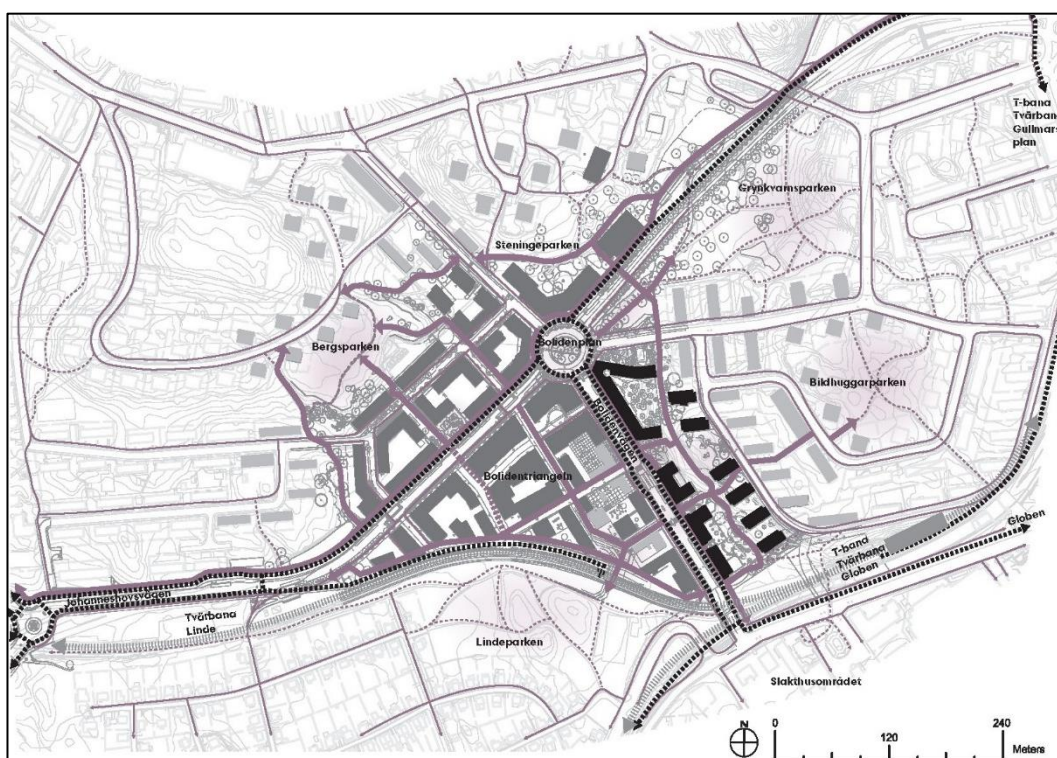 T-bana
Tvärbana
Gullmars
plan
Grynkvarnsparken
Steningeparken
Bolidenplan
Bergsparken
Bildhuggarparken
Bolidenvägen
Bolidentriangeln
Globen
T-bana
Tvärbana
Globen
Johanneshovsvägen
Tvärbana
Linde
Lindeparken
Slakthusområdet
N
0
120
240
Meters